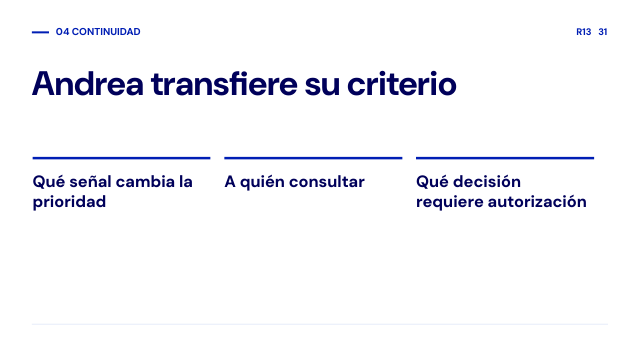 04 CONTINUIDAD
R13 31
Andrea transfiere su criterio
Qué señal cambia la
prioridad
A quién consultar
Qué decisión
requiere autorización